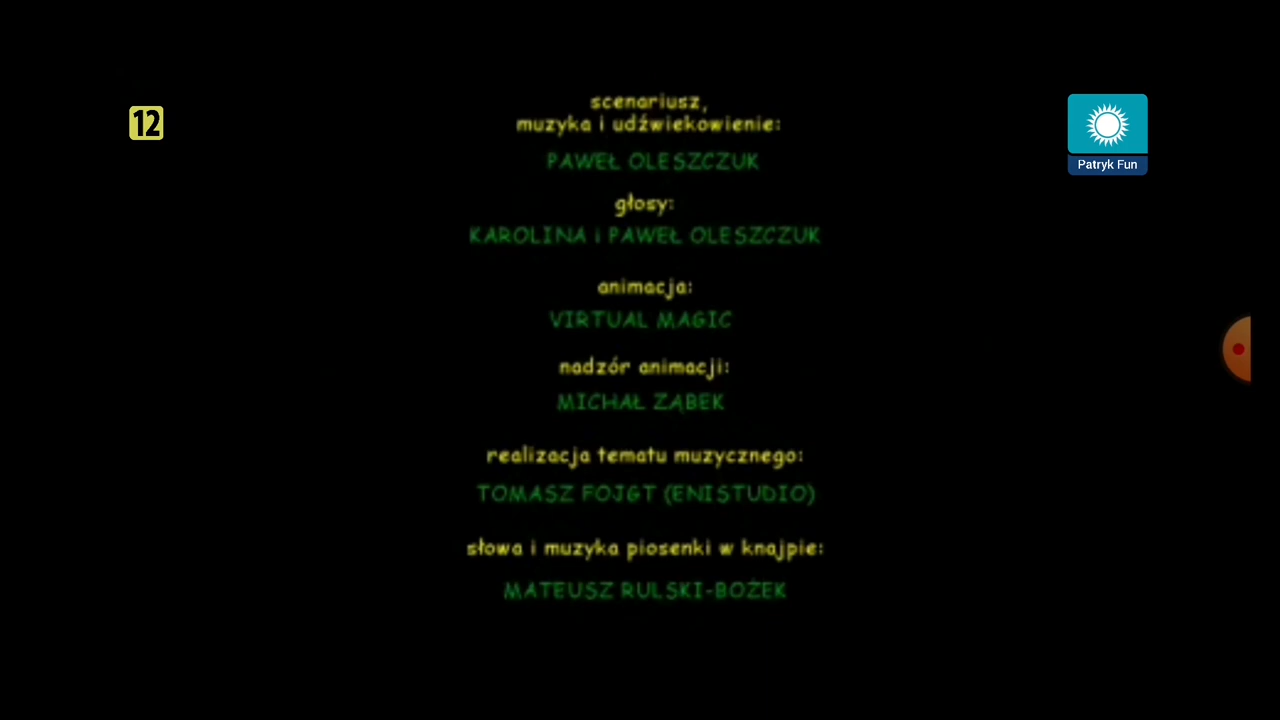 12
Patryk Fun
scenariusz,
muzyka i udźwiekowienie:
PAWEŁ OLESZCZUK
głosy:
KAROLINA i PAWEŁ OLESZCZUK
animacja:
VIRTUAL MAGIC
nadzór animacji:
MICHAŁ ZĄBEK
realizacja tematu muzycznego:
TOMASZ FOJGT (ENISTUDIO)
słowa i muzyka piosenki w knajpie:
MATEUSZ RULSKI-BOŻEK